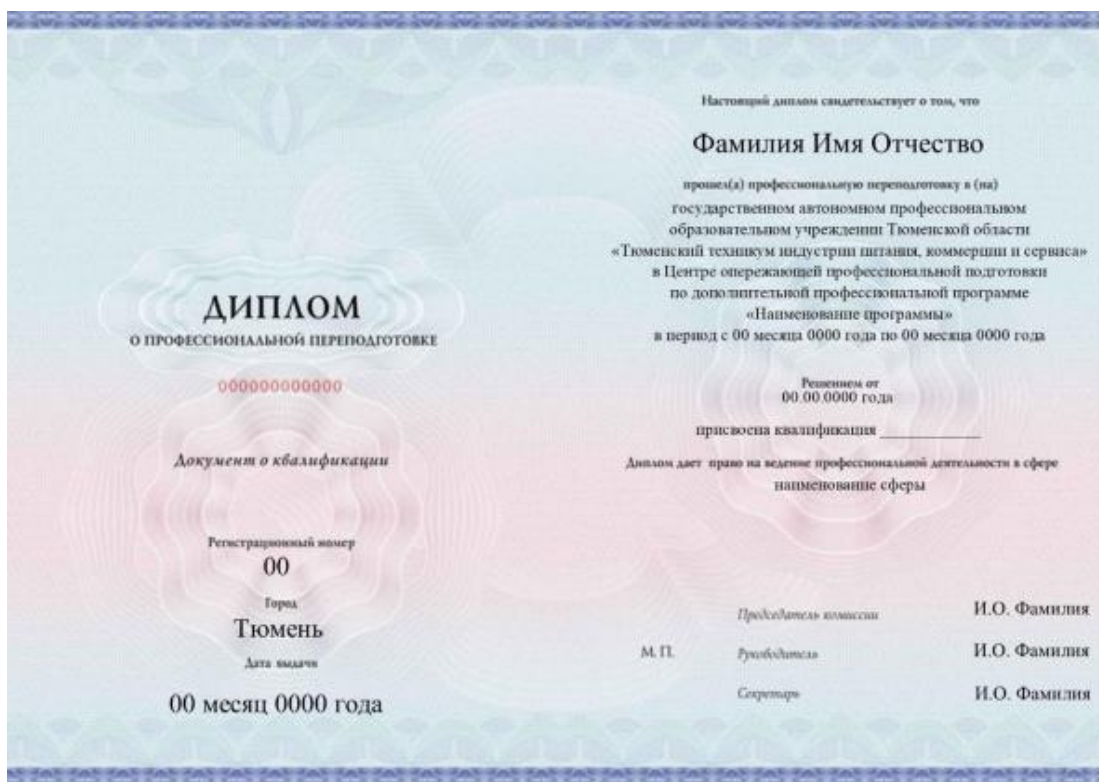 ДИПЛОМ
О ПРОФЕССИОНАЛЬНОЙ ПЕРЕПОДГОТОВКЕ
000000000000
Документ о квалификации
Регистрационный номер
00
Город
Тюмень
Дата выдачи
00 месяц 0000 года
Настоящий диплом свидетельствует о том, что
Фамилия Имя Отчество
прошел(а) профессиональную переподготовку в (на)
государственном автономном профессиональном
образовательном учреждении Тюменской области
«Тюменский техникум индустрии питания, коммерции и сервиса»
в Центре опережающей профессиональной подготовки
по дополнительной профессиональной программе
«Наименование программы»
в период с 00 месяца 0000 года по 00 месяца 0000 года
Решением от
00.00.0000 года
присвоена квалификация ____________
Диплом дает право на ведение профессиональной деятельности в сфере
наименование сферы
Председатель комиссии И.О. Фамилия
М. П. Руководитель И.О. Фамилия
Секретарь И.О. Фамилия